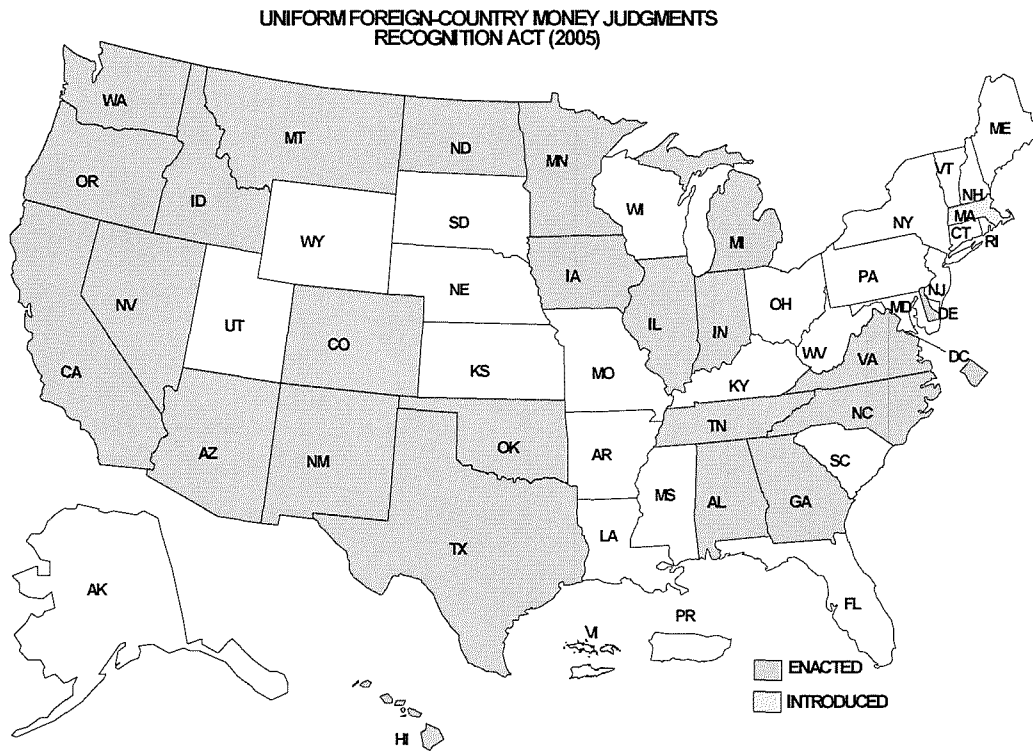 UNIFORM FOREIGN-COUNTRY MONEY JUDGMENTS
RECOGNITION ACT (2005)
WA
MT
ND
MN
ME
OR
ID
WI
VT
NH
SD
WY
MI
NY
MA
CT
RI
IA
PA
NE
NJ
OH
NV
UT
IL
IN
MD
DE
CO
WV
VA
DC
CA
KS
MO
KY
NC
TN
AZ
NM
OK
AR
SC
MS
AL
GA
LA
TX
AK
FL
PR
VI
ENACTED
INTRODUCED
HI